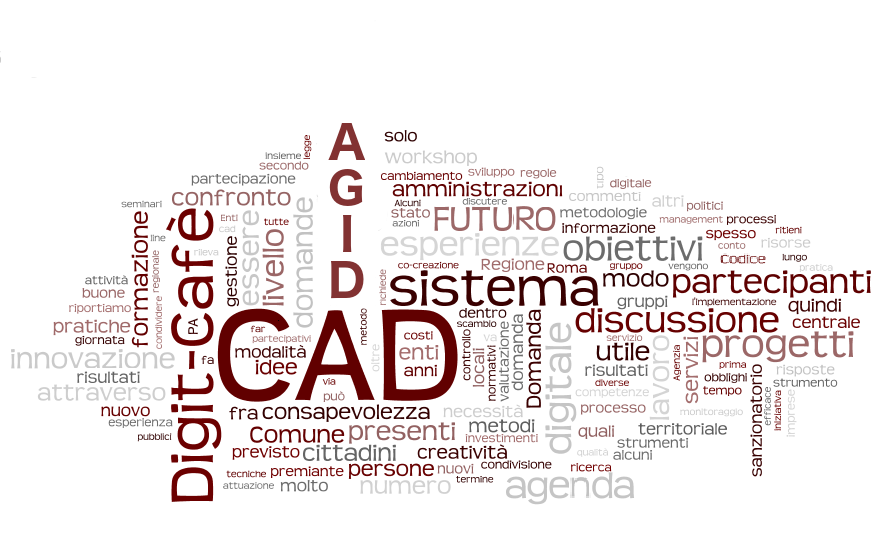 AGID
solo
legge
insieme
secondo
workshop
partecipazione
cambiamento
sviluppo
regole
tipo
digitale
seminari
confronto
amministrazioni
commenti
altri
Alcuni
discutere
stato
azioni
FUTURO
metodologie
politici
management
processi
formazione
line
Digit-Cafè
Enti
cad
rileva
tutte
essere
livello
domande
gestione
esperienze
informazione
obiettivi
spesso
ritieni
conto
risorse
co-creazione
Regione
Roma
gruppo
vengono
Codice
lungo
pratica
attività
buone
riportiamo
pratiche
giornata
condividere
regionale
PA
richiede
sistema
modo
partecipanti
gruppi
l'implementazione
quindi
centrale
CAD
far
partecipativi
metodo
costi
dentro
scambio
discussione
innovazione
fa
modalità
idee
via
può
oltre
enti
anni
controllo
locali
vai
normativi
valutazione
domanda
Domanda
digitale
servizio
utile
lavoro
Agenzia
servizi
progetti
risultati
attraverso
risultati
diverse
competenze
prima
obblighi
tempo
risposte
strumento
nuovo
esperienza
pubblici
fra
consapevolezza
necessità
processo
monitoraggio
sanzionatorio
efficace
iniziativa
Imprese
Comune
presenti
metodi
investimenti
quali
territoriale
previsto
cittadini
creatività
qualità
strumenti
alcuni
tecniche
premiante
persone
nuovi
condivisione
ricerca
attuazione
molto
numero
termine
agenda